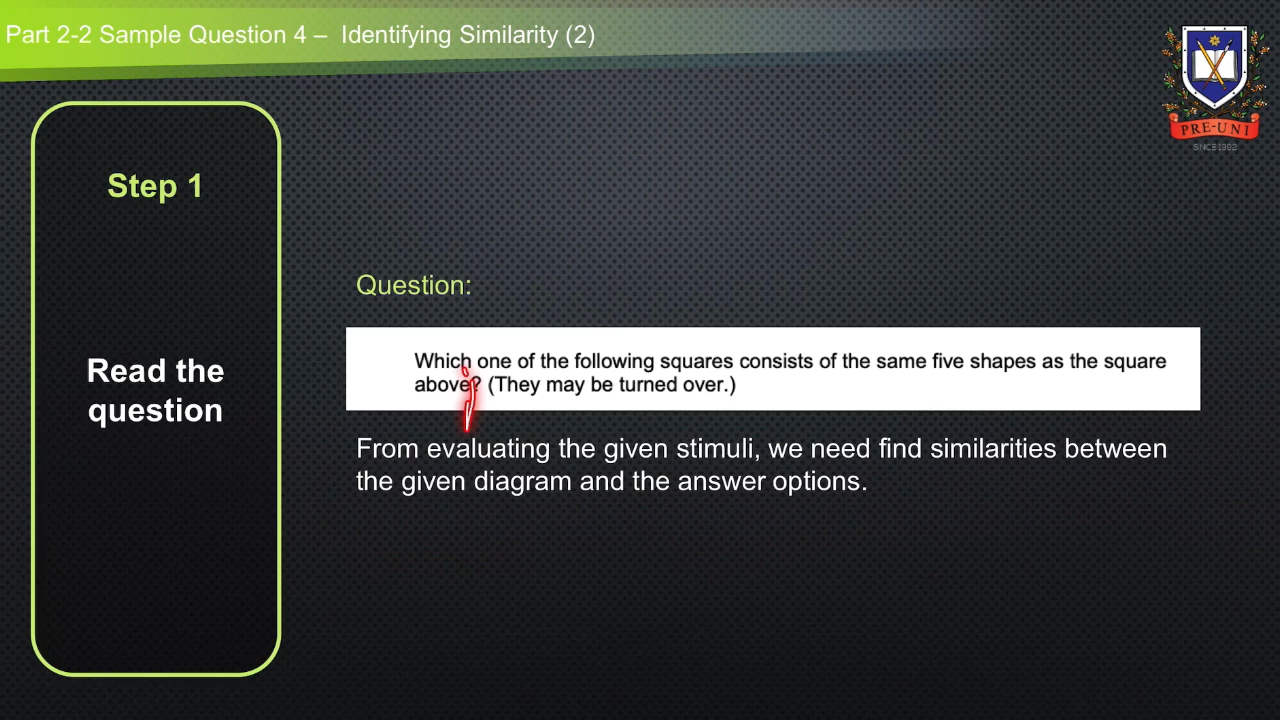 Part 2-2 Sample Question 4 – Identifying Similarity (2)
PRE-UNI
SINCE 1992
Step 1
Read the
question
Question:
Which one of the following squares consists of the same five shapes as the square
above? (They may be turned over.)
From evaluating the given stimuli, we need find similarities between
the given diagram and the answer options.